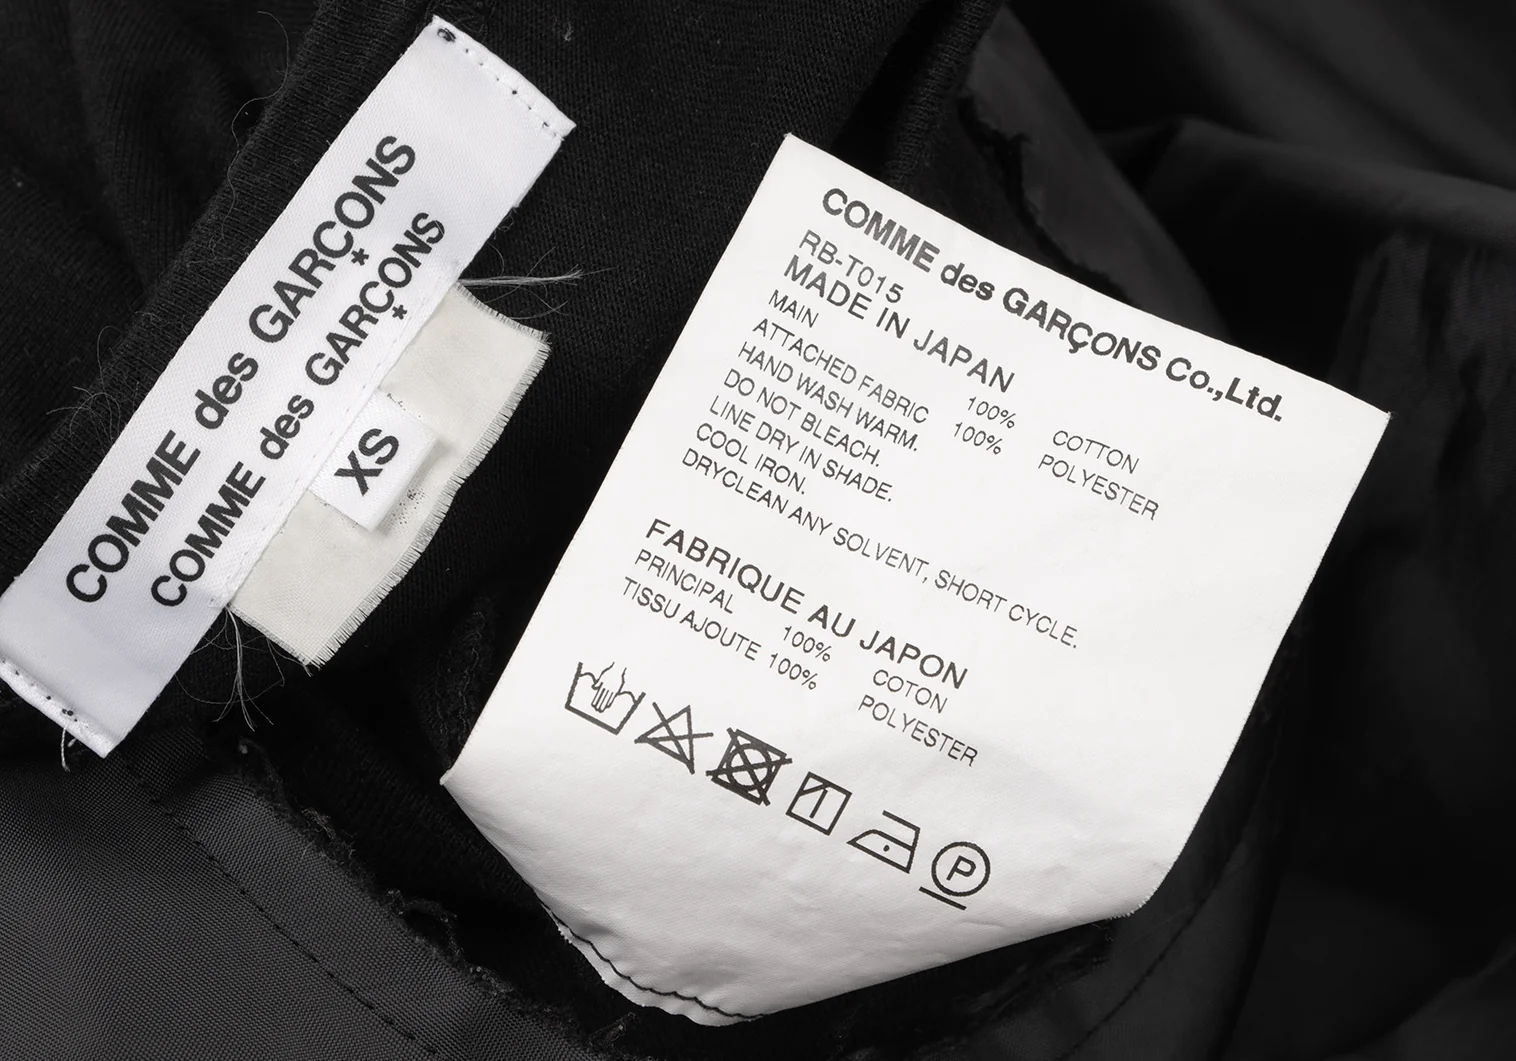 COMME des GARÇONS
COMME des GARÇONS
XS
COMME des GARÇONS Co.,Ltd.
RB-T015
MADE IN JAPAN
MAIN 100% COTTON
ATTACHED FABRIC 100% POLYESTER
HAND WASH WARM.
DO NOT BLEACH.
LINE DRY IN SHADE.
COOL IRON.
DRYCLEAN ANY SOLVENT, SHORT CYCLE.
FABRIQUE AU JAPON
PRINCIPAL 100% COTON
TISSU AJOUTE 100% POLYESTER
P